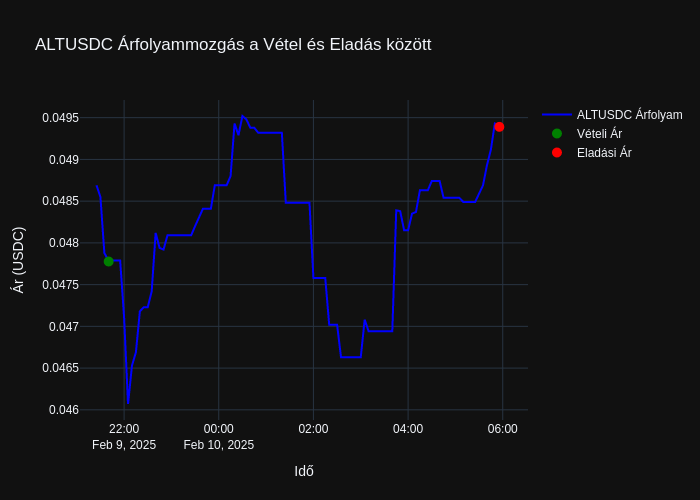 ALTUSDC Árfolyammozgás a Vétel és Eladás között
ALTUSDC Árfolyam
Vételi Ár
Eladási Ár
Ár (USDC)
0.0495
0.049
0.0485
0.048
0.0475
0.047
0.0465
0.046
22:00 00:00 02:00 04:00 06:00
Feb 9, 2025 Feb 10, 2025
Idő